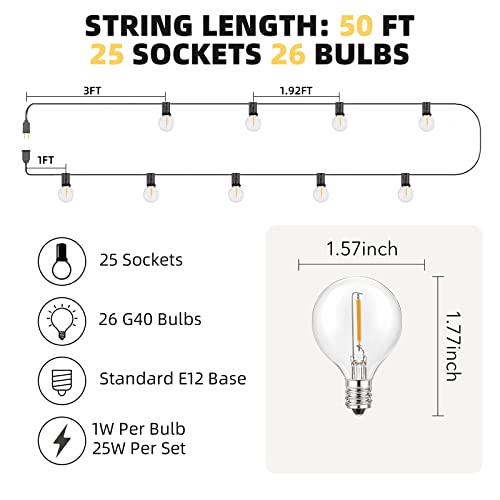 STRING LENGTH: 50 FT
25 SOCKETS 26 BULBS
3FT
1.92FT
1FT
25 Sockets
26 G40 Bulbs
Standard E12 Base
1W Per Bulb
25W Per Set
1.57inch
1.77inch